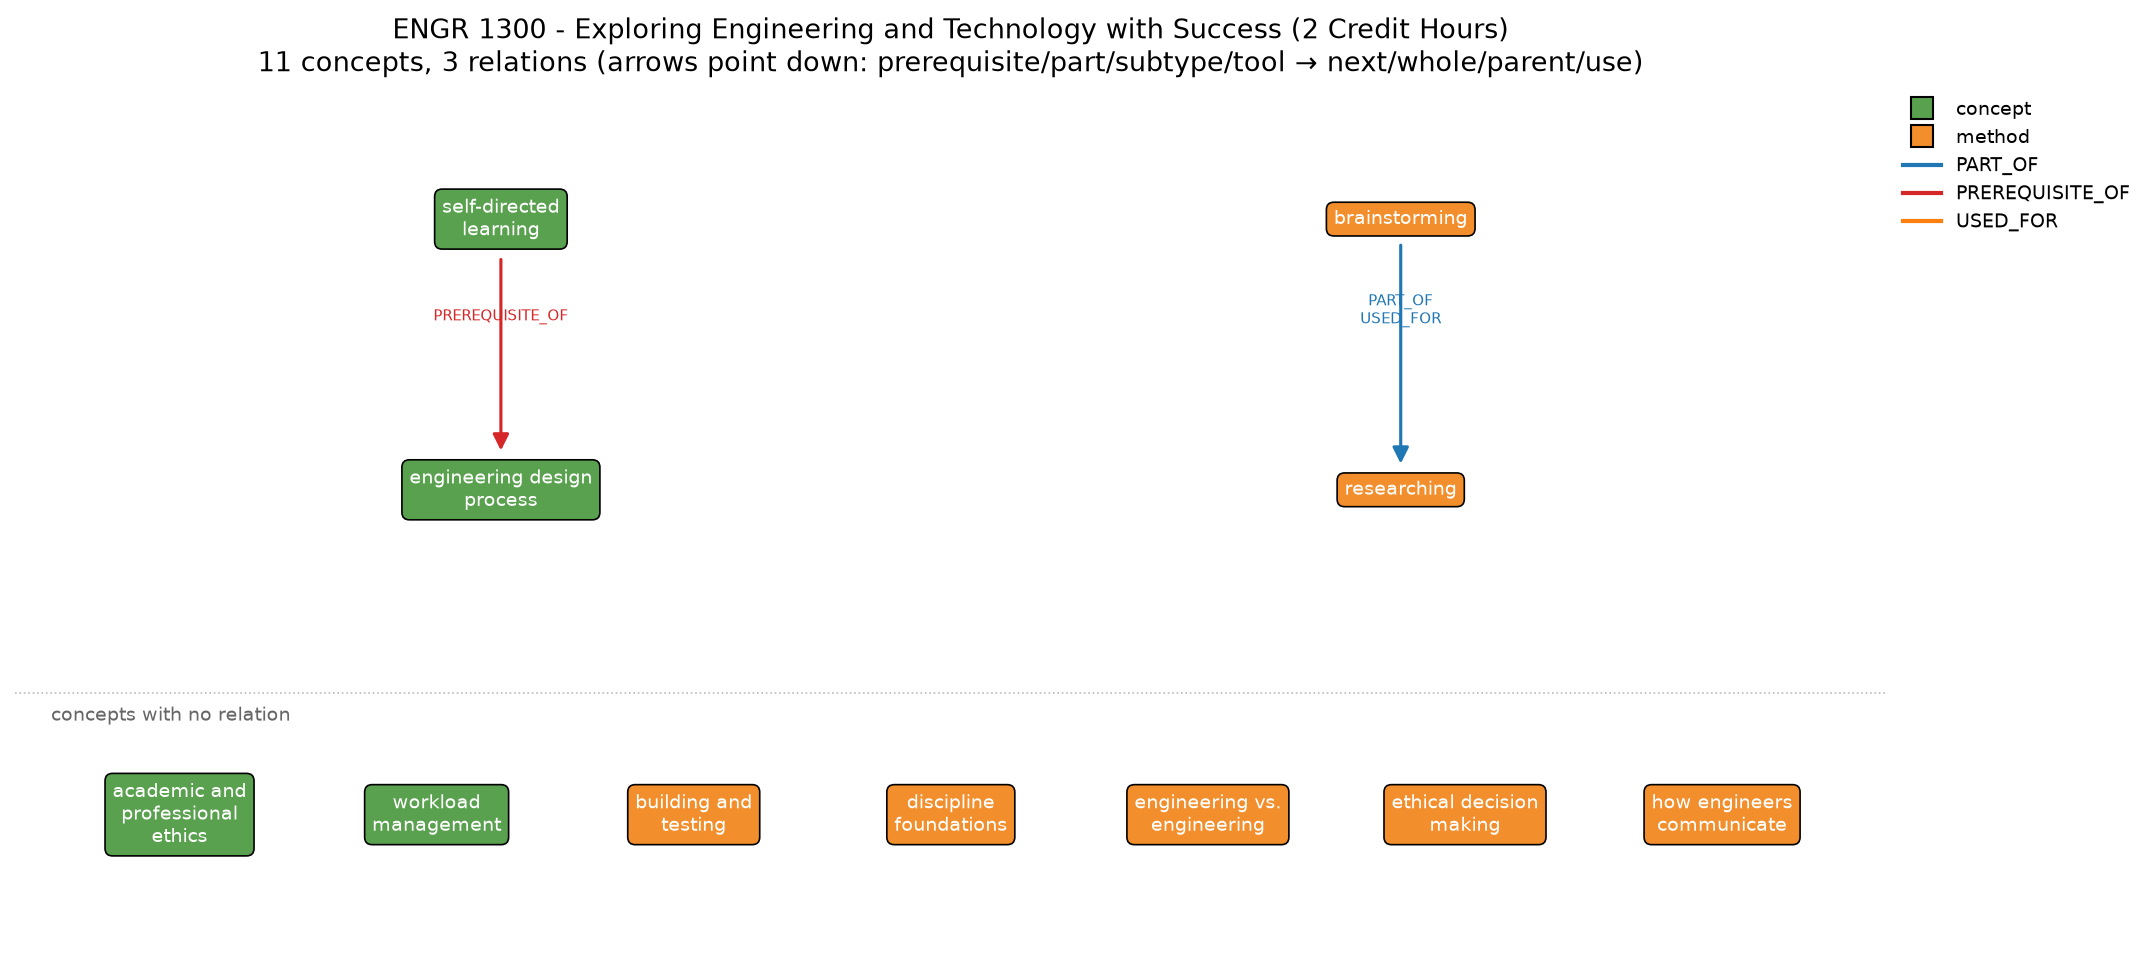 ENGR 1300 - Exploring Engineering and Technology with Success (2 Credit Hours)
11 concepts, 3 relations (arrows point down: prerequisite/part/subtype/tool → next/whole/parent/use)
concept
method
PART_OF
PREREQUISITE_OF
USED_FOR
self-directed
learning
brainstorming
PREREQUISITE_OF
PART_OF
USED_FOR
engineering design
process
researching
concepts with no relation
academic and
professional
ethics
workload
management
building and
testing
discipline
foundations
engineering vs.
engineering
ethical decision
making
how engineers
communicate